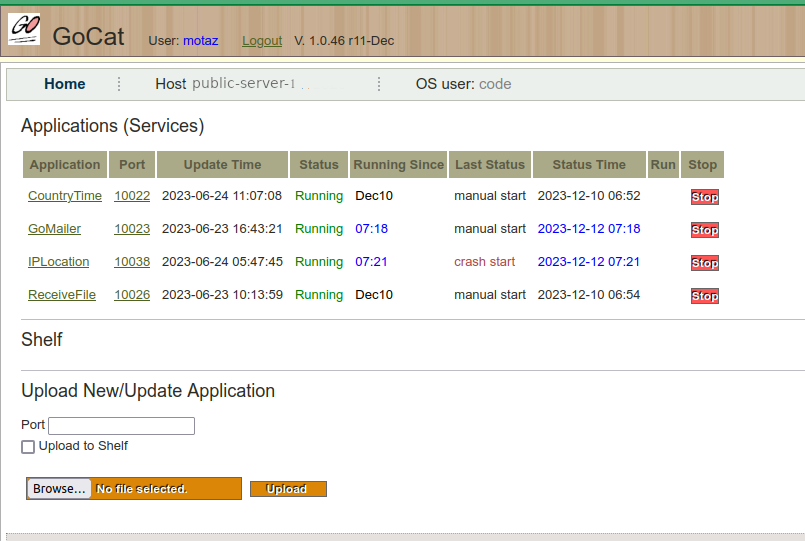 GO
GoCat User: motaz Logout V. 1.0.46 r11-Dec
Home Host public-server-1 OS user: code
Applications (Services)
Application Port Update Time Status Running Since Last Status Status Time Run Stop
CountryTime 10022 2023-06-24 11:07:08 Running Dec10 manual start 2023-12-10 06:52 Stop
GoMailer 10023 2023-06-23 16:43:21 Running 07:18 manual start 2023-12-12 07:18 Stop
IPLocation 10038 2023-06-24 05:47:45 Running 07:21 crash start 2023-12-12 07:21 Stop
ReceiveFile 10026 2023-06-23 10:13:59 Running Dec10 manual start 2023-12-10 06:54 Stop
Shelf
Upload New/Update Application
Port
Upload to Shelf
Browse... No file selected. Upload